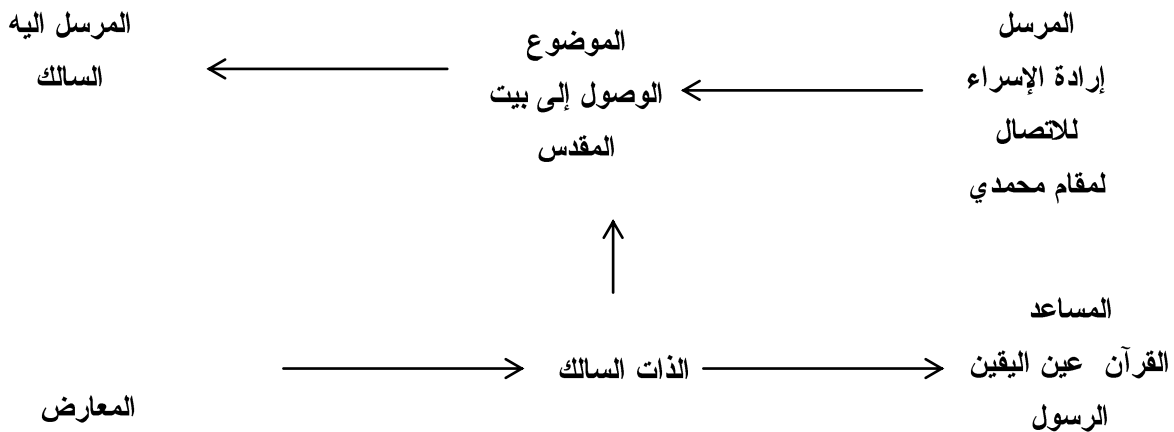 المرسل
إرادة الإسراء
للاتصال
لمقام محمدي
الموضوع
الوصول إلى بيت
المقدس
المرسل اليه
السالك
المساعد
القرآن عين اليقين
الرسول
الذات السالك
المعارض